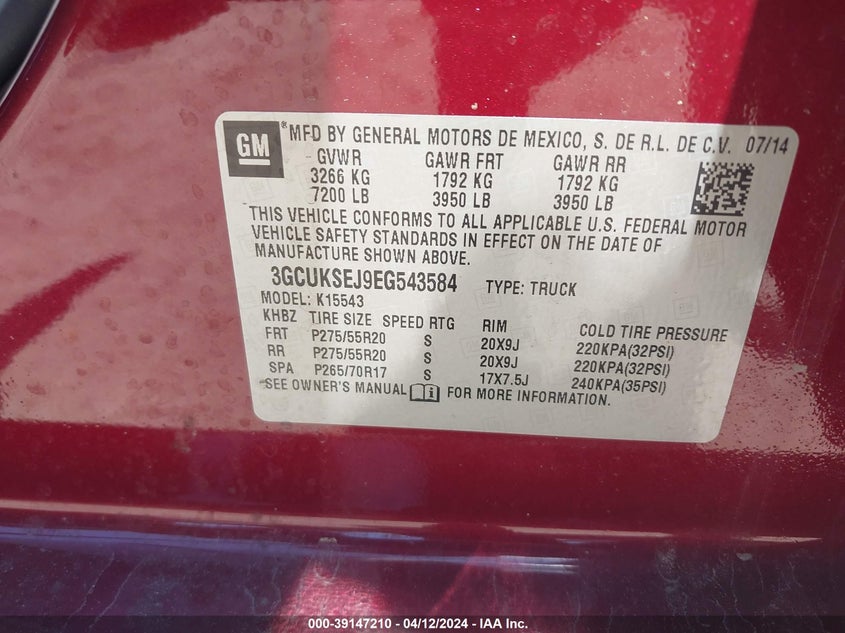 GM ® MFD BY GENERAL MOTORS DE MEXICO, S. DE R.L. DE C.V. 07/14
GVWR GAWR FRT GAWR RR
3266 KG 1792 KG 1792 KG
7200 LB 3950 LB 3950 LB
THIS VEHICLE CONFORMS TO ALL APPLICABLE U.S. FEDERAL MOTOR
VEHICLE SAFETY STANDARDS IN EFFECT ON THE DATE OF
MANUFACTURE SHOWN ABOVE.
3GCUKSEJ9EG543584 TYPE: TRUCK
MODEL: K15543
KHBZ TIRE SIZE SPEED RTG RIM COLD TIRE PRESSURE
FRT P275/55R20 S 20X9J 220KPA(32PSI)
RR P275/55R20 S 20X9J 220KPA(32PSI)
SPA P265/70R17 S 17X7.5J 240KPA(35PSI)
SEE OWNER'S MANUAL FOR MORE INFORMATION.
000-39147210 - 04/12/2024 - IAA Inc.